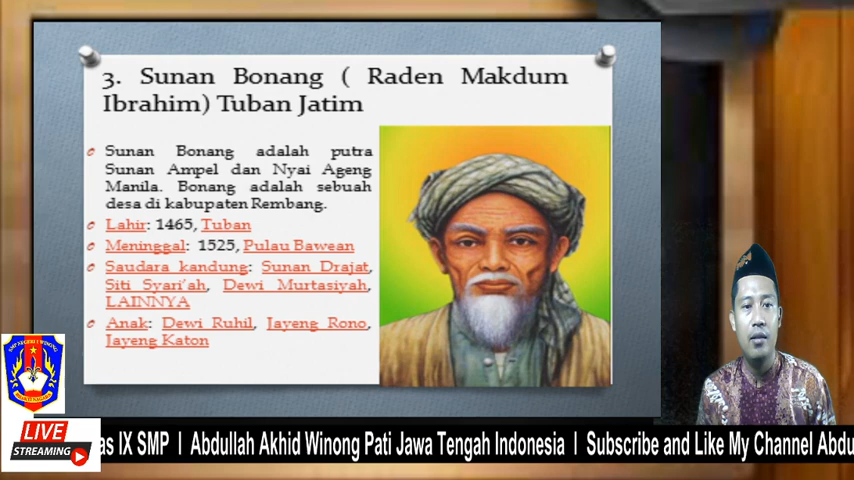 3. Sunan Bonang ( Raden Makdum
Ibrahim) Tuban Jatim
Sunan Bonang adalah putra
Sunan Ampel dan Nyai Ageng
Manila. Bonang adalah sebuah
desa di kabupaten Rembang.
Lahir: 1465, Tuban
Meninggal: 1525, Pulau Bawean
Saudara kandung: Sunan Drajat,
Siti Syari'ah, Dewi Murtasiyah,
LAINNYA
Anak: Dewi Ruhil, Jayeng Rono,
Jayeng Katon
LIVE
STREAMING
as IX SMP I Abdullah Akhid Winong Pati Jawa Tengah Indonesia I Subscribe and Like My Channel Abdu